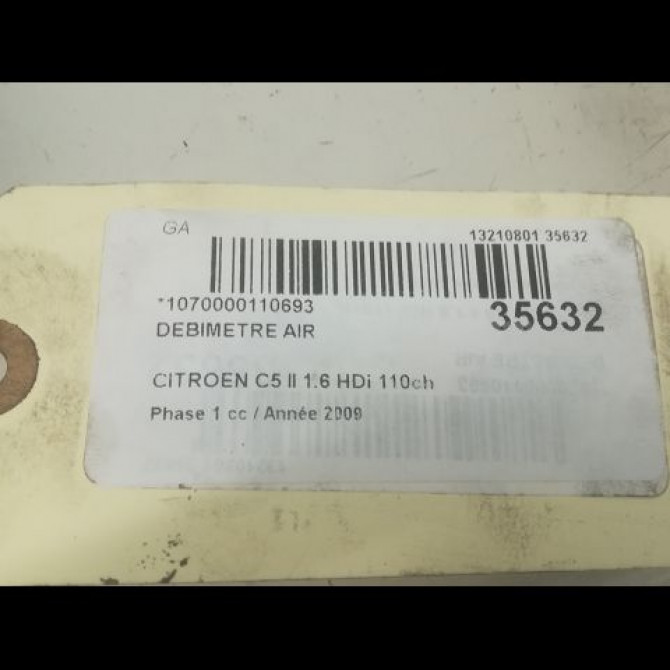 GA
13210801 35632
*1070000110693
35632
DEBIMETRE AIR
CITROEN C5 II 1.6 HDi 110ch
Phase 1 cc / Année 2009